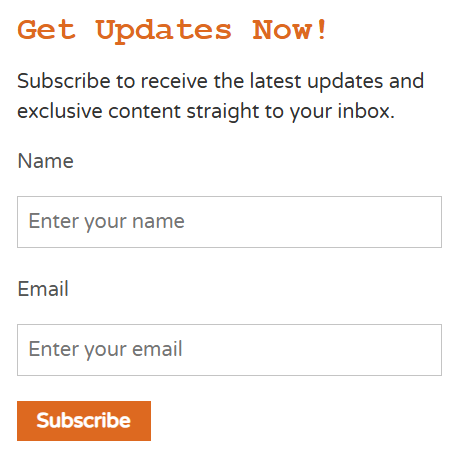 Get Updates Now!
Subscribe to receive the latest updates and
exclusive content straight to your inbox.
Name
Enter your name
Email
Enter your email
Subscribe